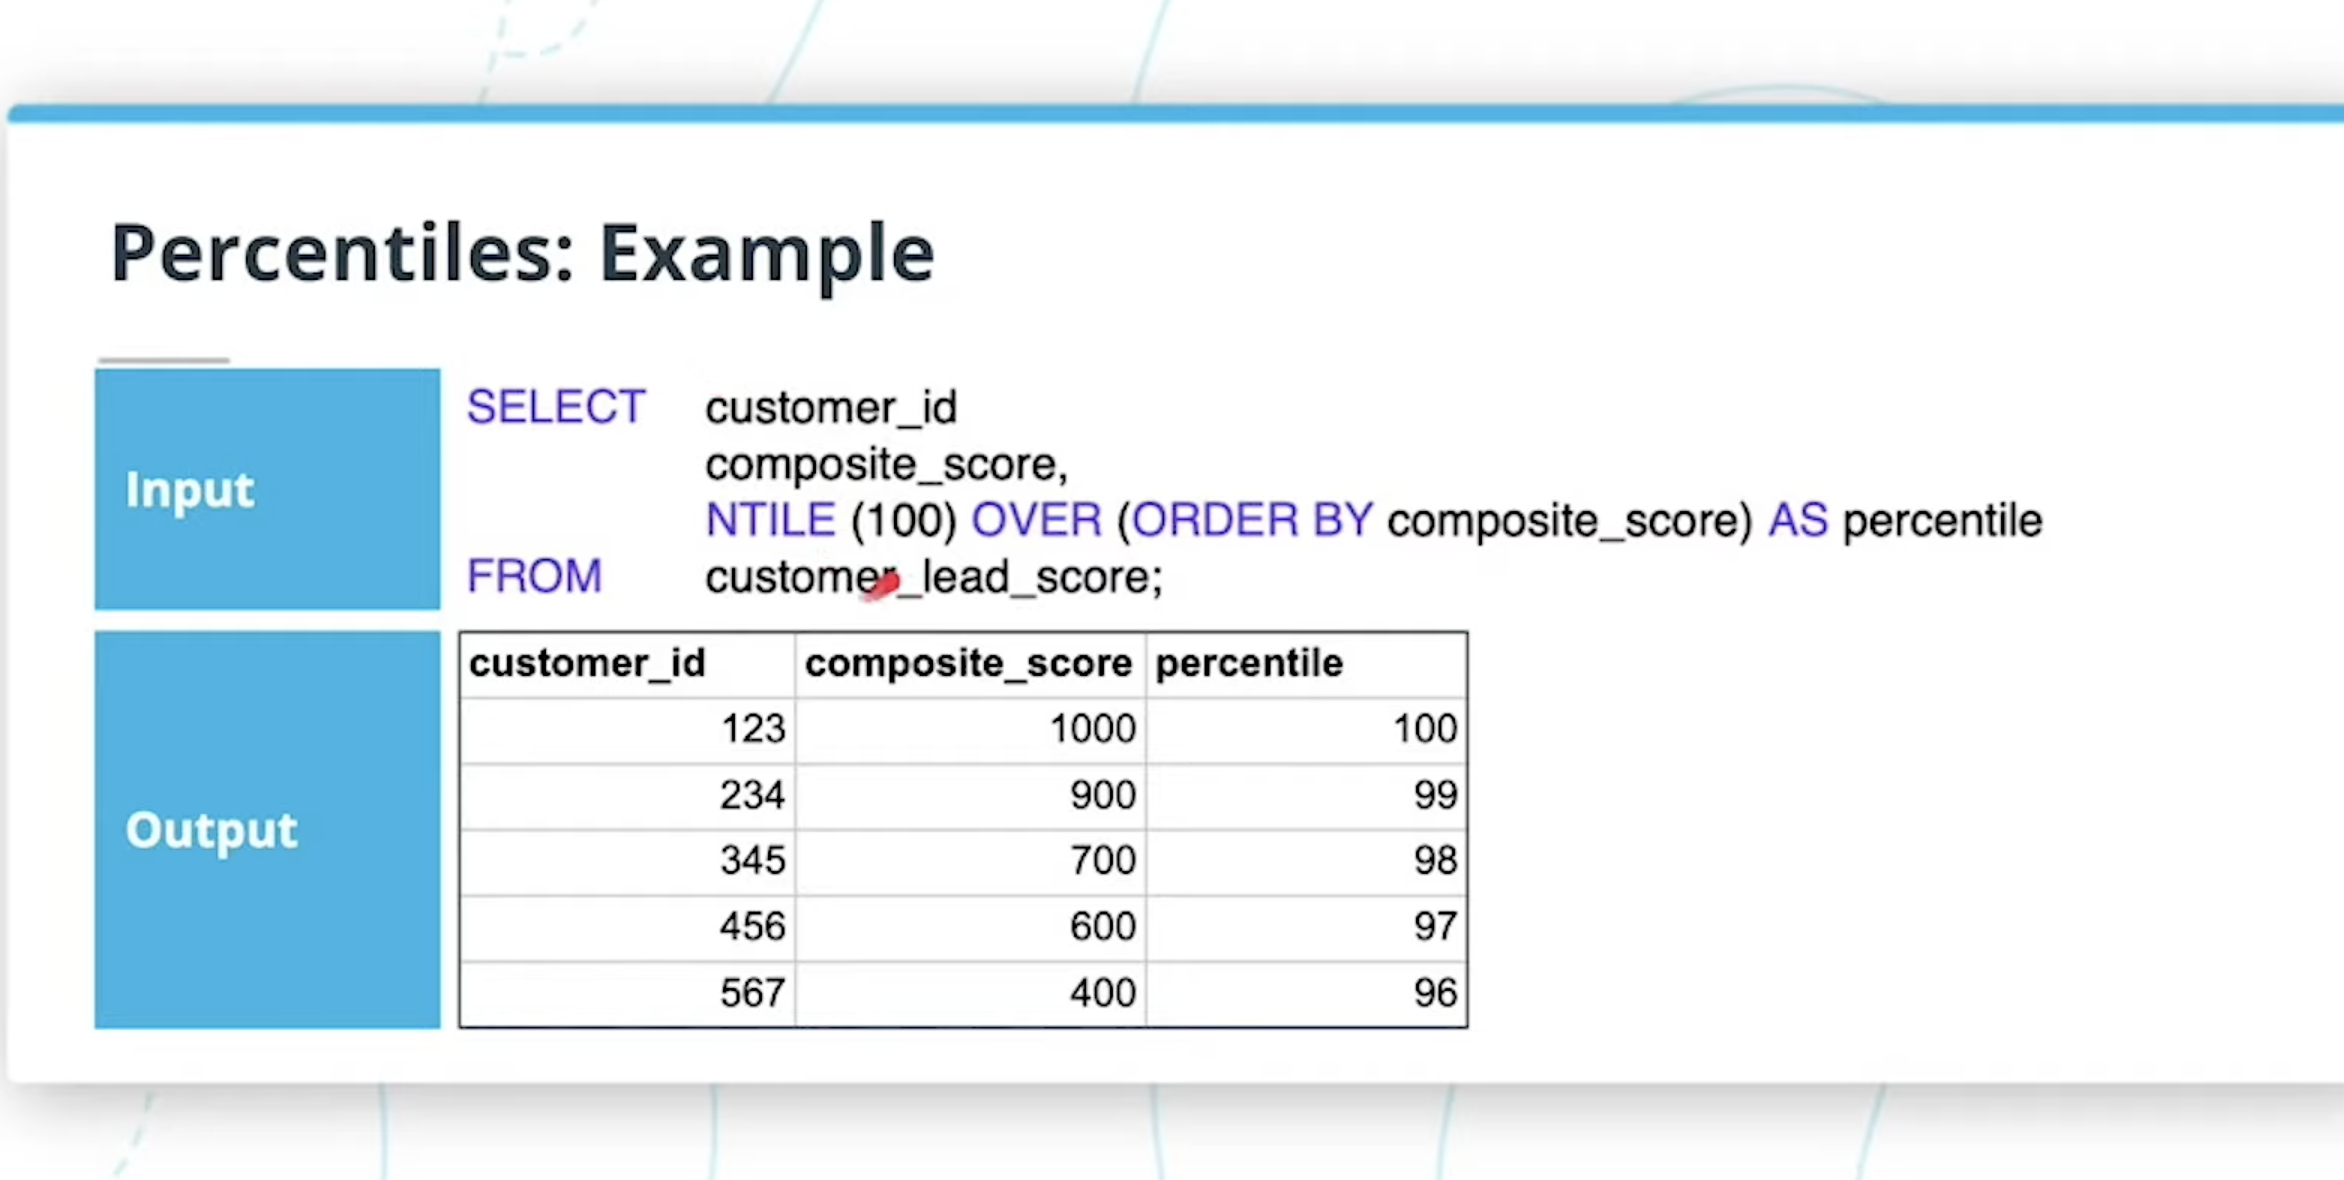 Percentiles: Example
Input
SELECT customer_id
composite_score,
NTILE (100) OVER (ORDER BY composite_score) AS percentile
FROM customer_lead_score;
Output
customer_id composite_score percentile
123 1000 100
234 900 99
345 700 98
456 600 97
567 400 96